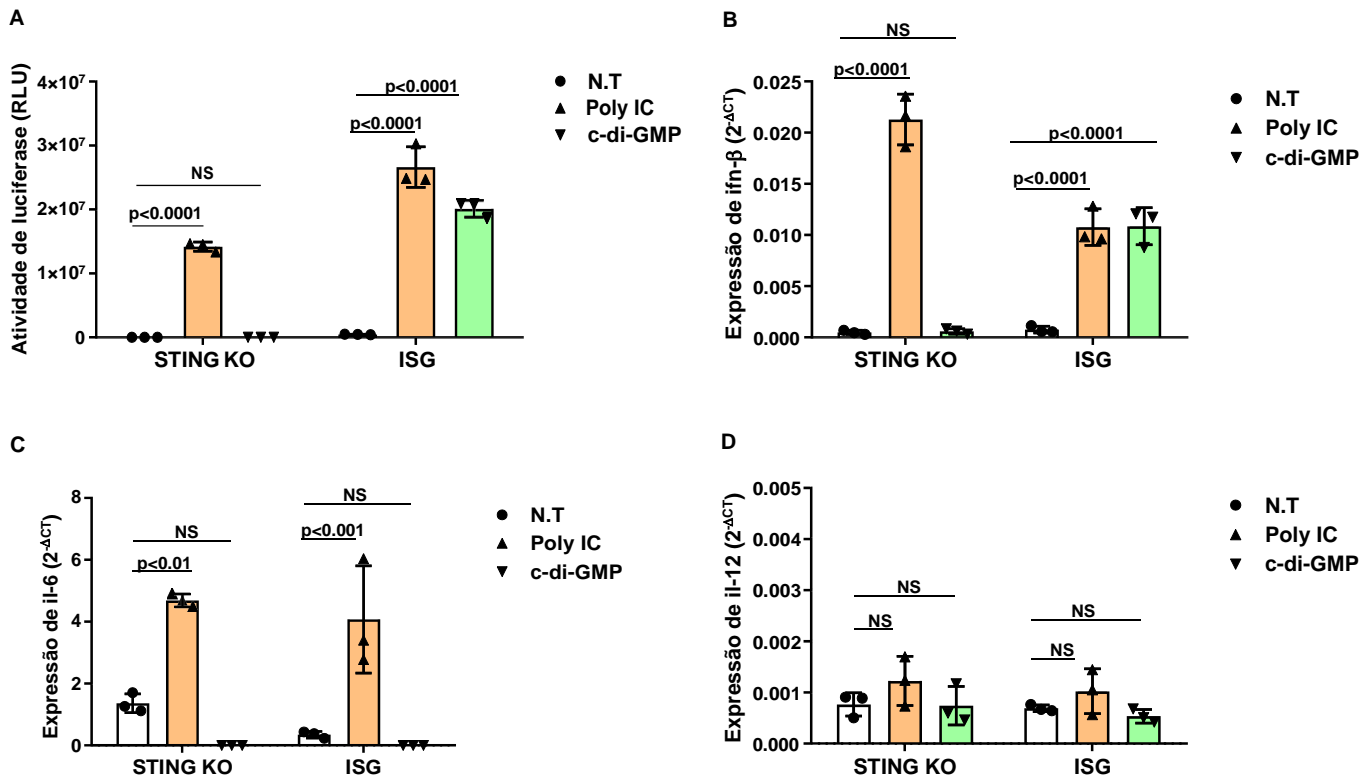 A
Atividade de luciferase (RLU)
4×10⁷
3×10⁷
2×10⁷
1×10⁷
0
NS
p<0.0001
p<0.0001
p<0.0001
STING KO
ISG
N.T
Poly IC
c-di-GMP
B
Expressão de ifn-β (2^-ΔCT)
0.025
0.020
0.015
0.010
0.005
0.000
NS
p<0.0001
p<0.0001
p<0.0001
STING KO
ISG
N.T
Poly IC
c-di-GMP
C
Expressão de il-6 (2^-ΔCT)
8
6
4
2
0
NS
p<0.01
NS
p<0.001
STING KO
ISG
N.T
Poly IC
c-di-GMP
D
Expressão de il-12 (2^-ΔCT)
0.005
0.004
0.003
0.002
0.001
0.000
NS
NS
NS
NS
STING KO
ISG
N.T
Poly IC
c-di-GMP